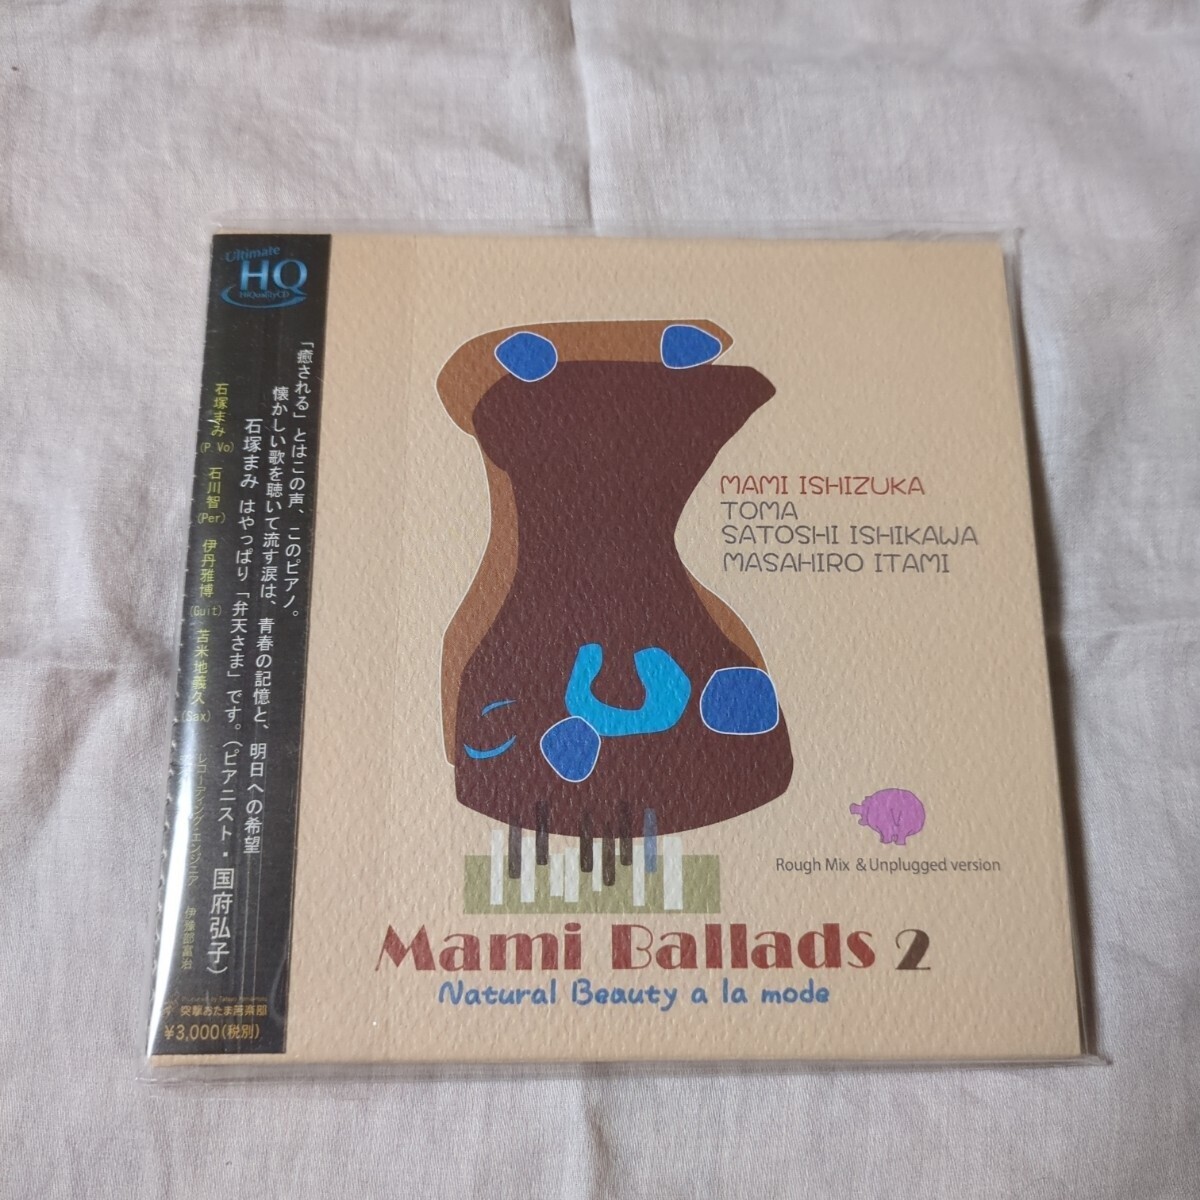 Ultimate
HQ
HiQualityCD
「癒される」とはこの声、このピアノ。
懐かしい歌を聴いて流す涙は、青春の記憶と、明日への希望
石塚まみ はやっぱり「弁天さま」です。（ピアニスト・国府弘子）
石塚まみ(P. Vo) 石川智(Per) 伊丹雅博(Guit) 苫米地義久(Sax) レコーディングエンジニア 伊豫部富治
突撃おたま苫楽部
¥3,000(税別)
MAMI ISHIZUKA
TOMA
SATOSHI ISHIKAWA
MASAHIRO ITAMI
Rough Mix & Unplugged version
Mami Ballads 2
Natural Beauty a la mode